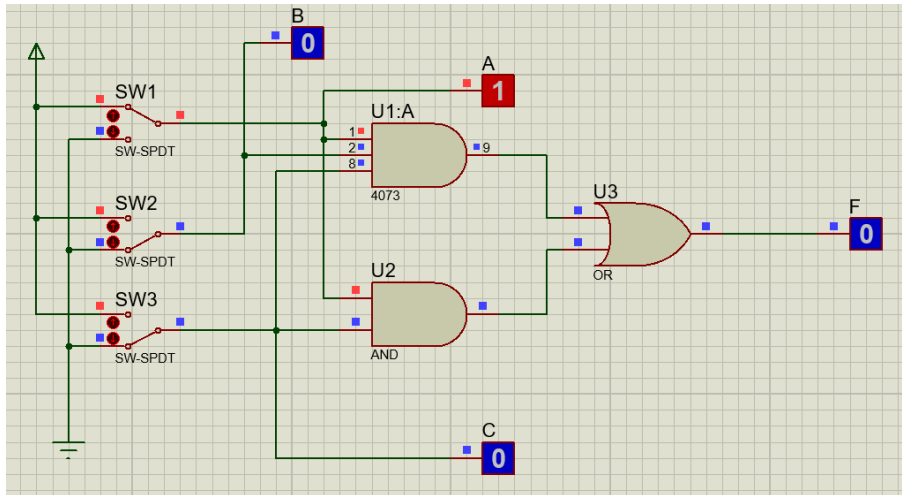 B
0
A
1
SW1
U1:A
1
2
8
9
SW-SPDT
4073
SW2
U3
F
0
SW-SPDT
OR
U2
SW3
AND
SW-SPDT
C
0